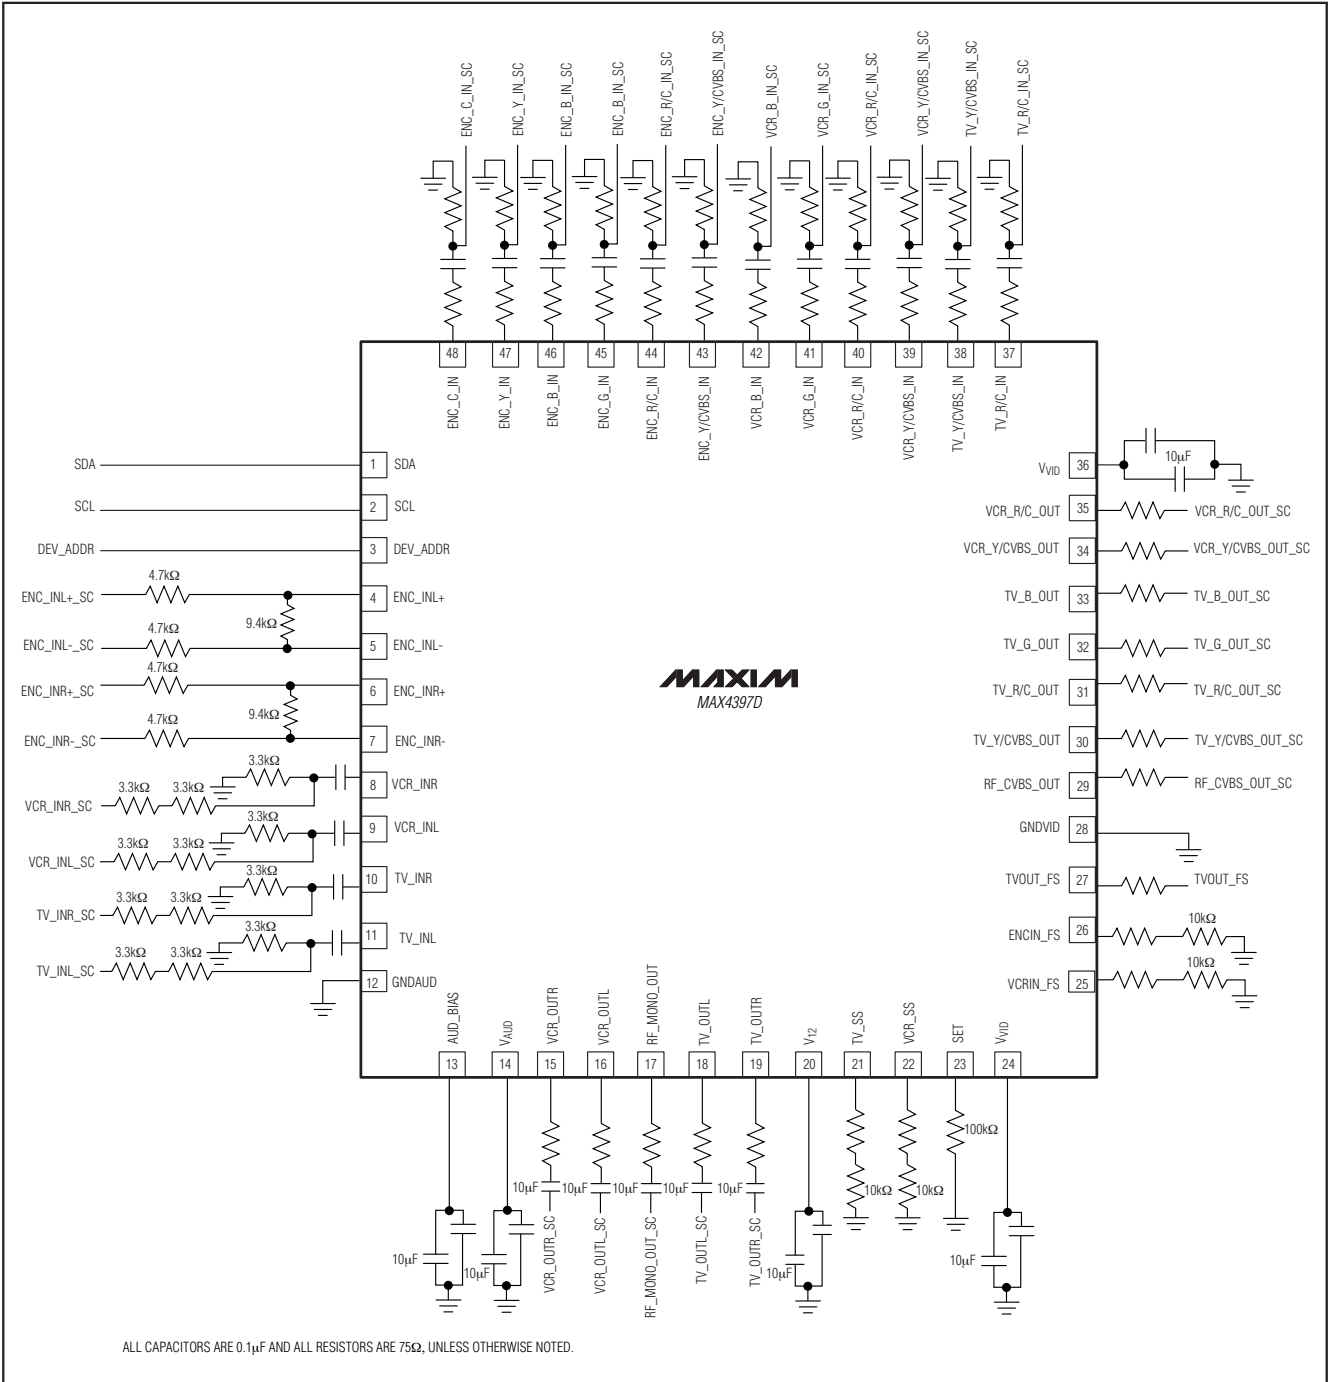 ENC_C_IN_SC
ENC_Y_IN_SC
ENC_B_IN_SC
ENC_B_IN_SC
ENC_R/C_IN_SC
ENC_Y/CVBS_IN_SC
VCR_B_IN_SC
VCR_G_IN_SC
VCR_R/C_IN_SC
VCR_Y/CVBS_IN_SC
TV_Y/CVBS_IN_SC
TV_R/C_IN_SC
48
47
46
45
44
43
42
41
40
39
38
37
ENC_C_IN
ENC_Y_IN
ENC_B_IN
ENC_G_IN
ENC_R/C_IN
ENC_Y/CVBS_IN
VCR_B_IN
VCR_G_IN
VCR_R/C_IN
VCR_Y/CVBS_IN
TV_Y/CVBS_IN
TV_R/C_IN
SDA
1
SDA
SCL
2
SCL
DEV_ADDR
3
DEV_ADDR
4.7kΩ
ENC_INL+_SC
4
ENC_INL+
9.4kΩ
4.7kΩ
ENC_INL-_SC
5
ENC_INL-
4.7kΩ
ENC_INR+_SC
6
ENC_INR+
9.4kΩ
4.7kΩ
ENC_INR-_SC
7
ENC_INR-
3.3kΩ
8
VCR_INR
3.3kΩ
3.3kΩ
VCR_INR_SC
3.3kΩ
9
VCR_INL
3.3kΩ
3.3kΩ
VCR_INL_SC
3.3kΩ
10
TV_INR
3.3kΩ
3.3kΩ
TV_INR_SC
3.3kΩ
11
TV_INL
3.3kΩ
3.3kΩ
TV_INL_SC
12
GNDAUD
MAXIM
MAX4397D
VVID
36
10µF
VCR_R/C_OUT
35
VCR_R/C_OUT_SC
VCR_Y/CVBS_OUT
34
VCR_Y/CVBS_OUT_SC
TV_B_OUT
33
TV_B_OUT_SC
TV_G_OUT
32
TV_G_OUT_SC
TV_R/C_OUT
31
TV_R/C_OUT_SC
TV_Y/CVBS_OUT
30
TV_Y/CVBS_OUT_SC
RF_CVBS_OUT
29
RF_CVBS_OUT_SC
GNDVID
28
TVOUT_FS
27
TVOUT_FS
ENCIN_FS
26
10kΩ
VCRIN_FS
25
10kΩ
AUD_BIAS
VAUD
VCR_OUTR
VCR_OUTL
RF_MONO_OUT
TV_OUTL
TV_OUTR
V12
TV_SS
VCR_SS
SET
VVID
13
14
15
16
17
18
19
20
21
22
23
24
100kΩ
10µF
10µF
10µF
10µF
10µF
10kΩ
10kΩ
10µF
10µF
10µF
10µF
VCR_OUTR_SC
VCR_OUTL_SC
RF_MONO_OUT_SC
TV_OUTL_SC
TV_OUTR_SC
ALL CAPACITORS ARE 0.1µF AND ALL RESISTORS ARE 75Ω, UNLESS OTHERWISE NOTED.